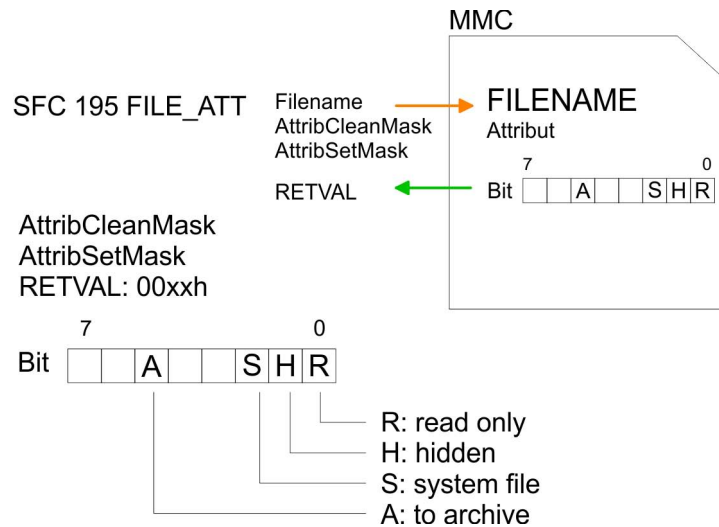 MMC
SFC 195 FILE_ATT
Filename
AttribCleanMask
AttribSetMask
RETVAL
FILENAME
Attribut
7 0
Bit A S H R
AttribCleanMask
AttribSetMask
RETVAL: 00xxh
7 0
Bit A S H R
R: read only
H: hidden
S: system file
A: to archive